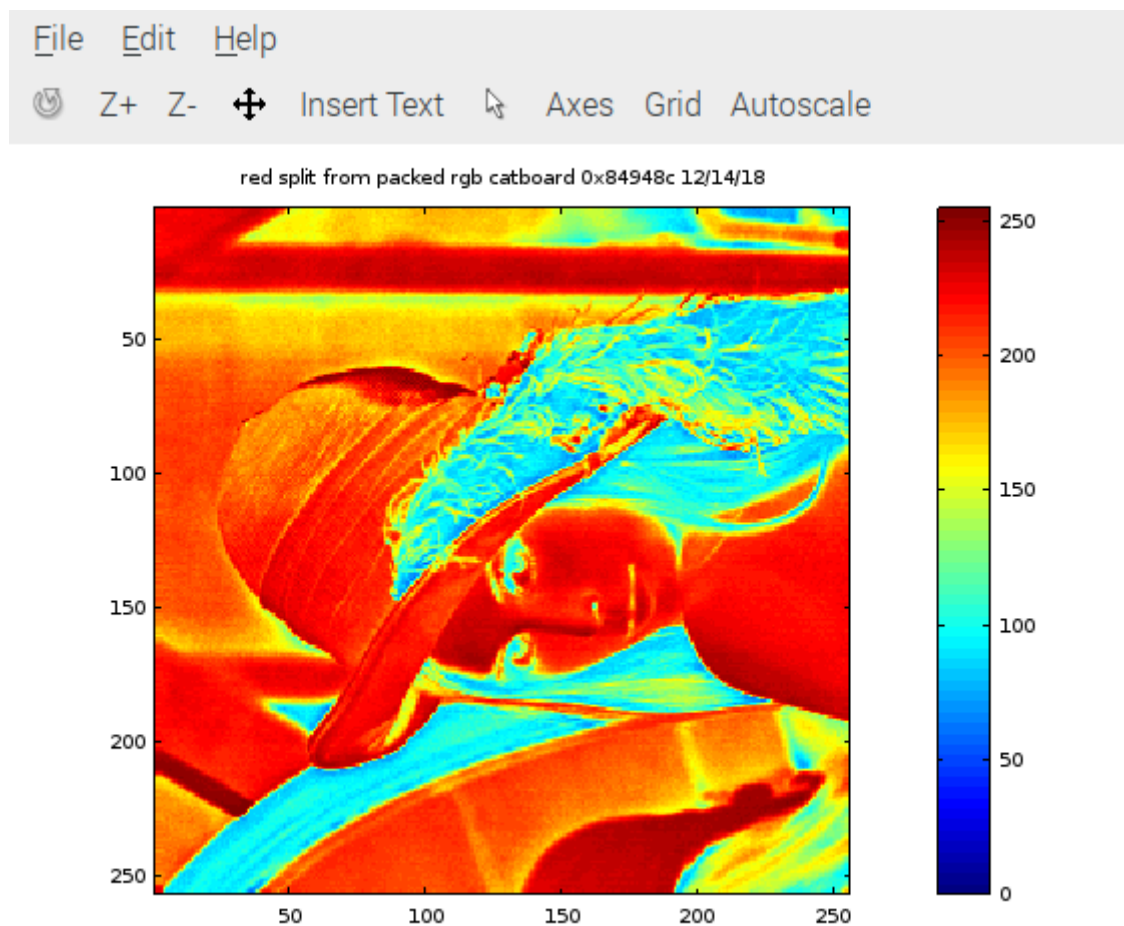 File Edit Help
Z+ Z- Insert Text Axes Grid Autoscale
red split from packed rgb catboard 0x84948c 12/14/18
50
100
150
200
250
50 100 150 200 250
250
200
150
100
50
0